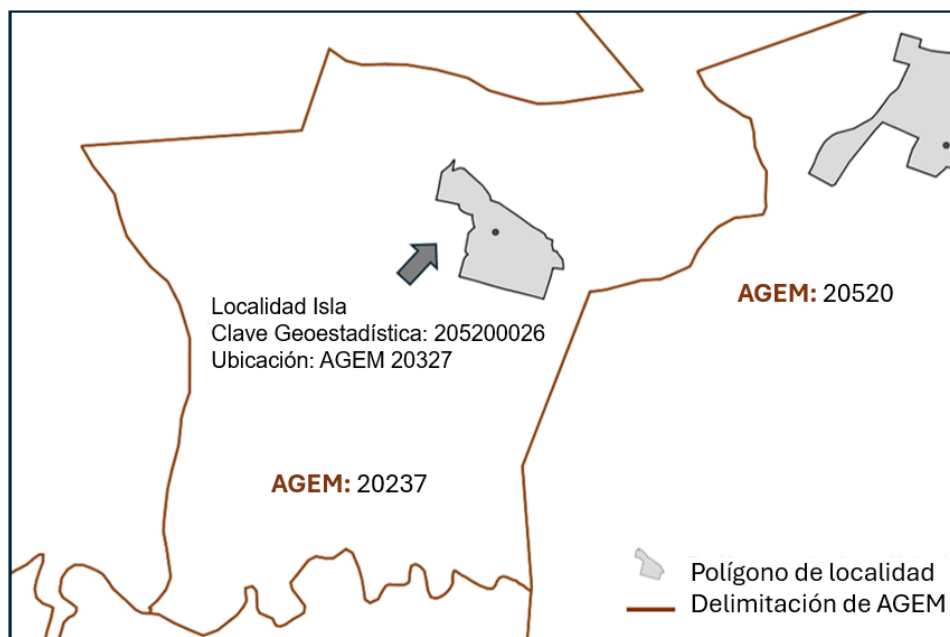 Localidad Isla
Clave Geoestadística: 205200026
Ubicación: AGEM 20327
AGEM: 20520
AGEM: 20237
Polígono de localidad
Delimitación de AGEM